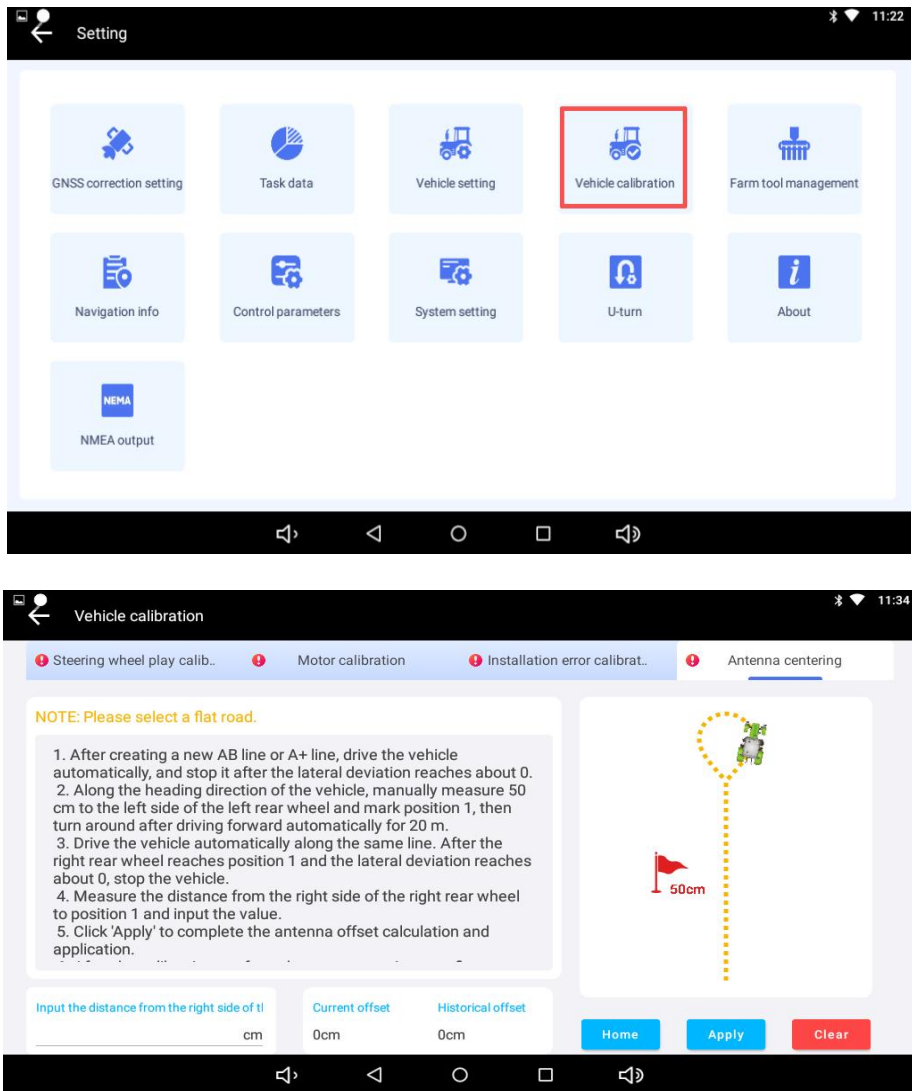 Setting
11:22
GNSS correction setting
Task data
Vehicle setting
Vehicle calibration
Farm tool management
Navigation info
Control parameters
System setting
U-turn
i
About
NEMA
NMEA output
Vehicle calibration
11:34
Steering wheel play calib..
Motor calibration
Installation error calibrat..
Antenna centering
NOTE: Please select a flat road.
1. After creating a new AB line or A+ line, drive the vehicle
automatically, and stop it after the lateral deviation reaches about 0.
2. Along the heading direction of the vehicle, manually measure 50
cm to the left side of the left rear wheel and mark position 1, then
turn around after driving forward automatically for 20 m.
3. Drive the vehicle automatically along the same line. After the
right rear wheel reaches position 1 and the lateral deviation reaches
about 0, stop the vehicle.
4. Measure the distance from the right side of the right rear wheel
to position 1 and input the value.
5. Click 'Apply' to complete the antenna offset calculation and
application.
50cm
Input the distance from the right side of tl
cm
Current offset
0cm
Historical offset
0cm
Home
Apply
Clear